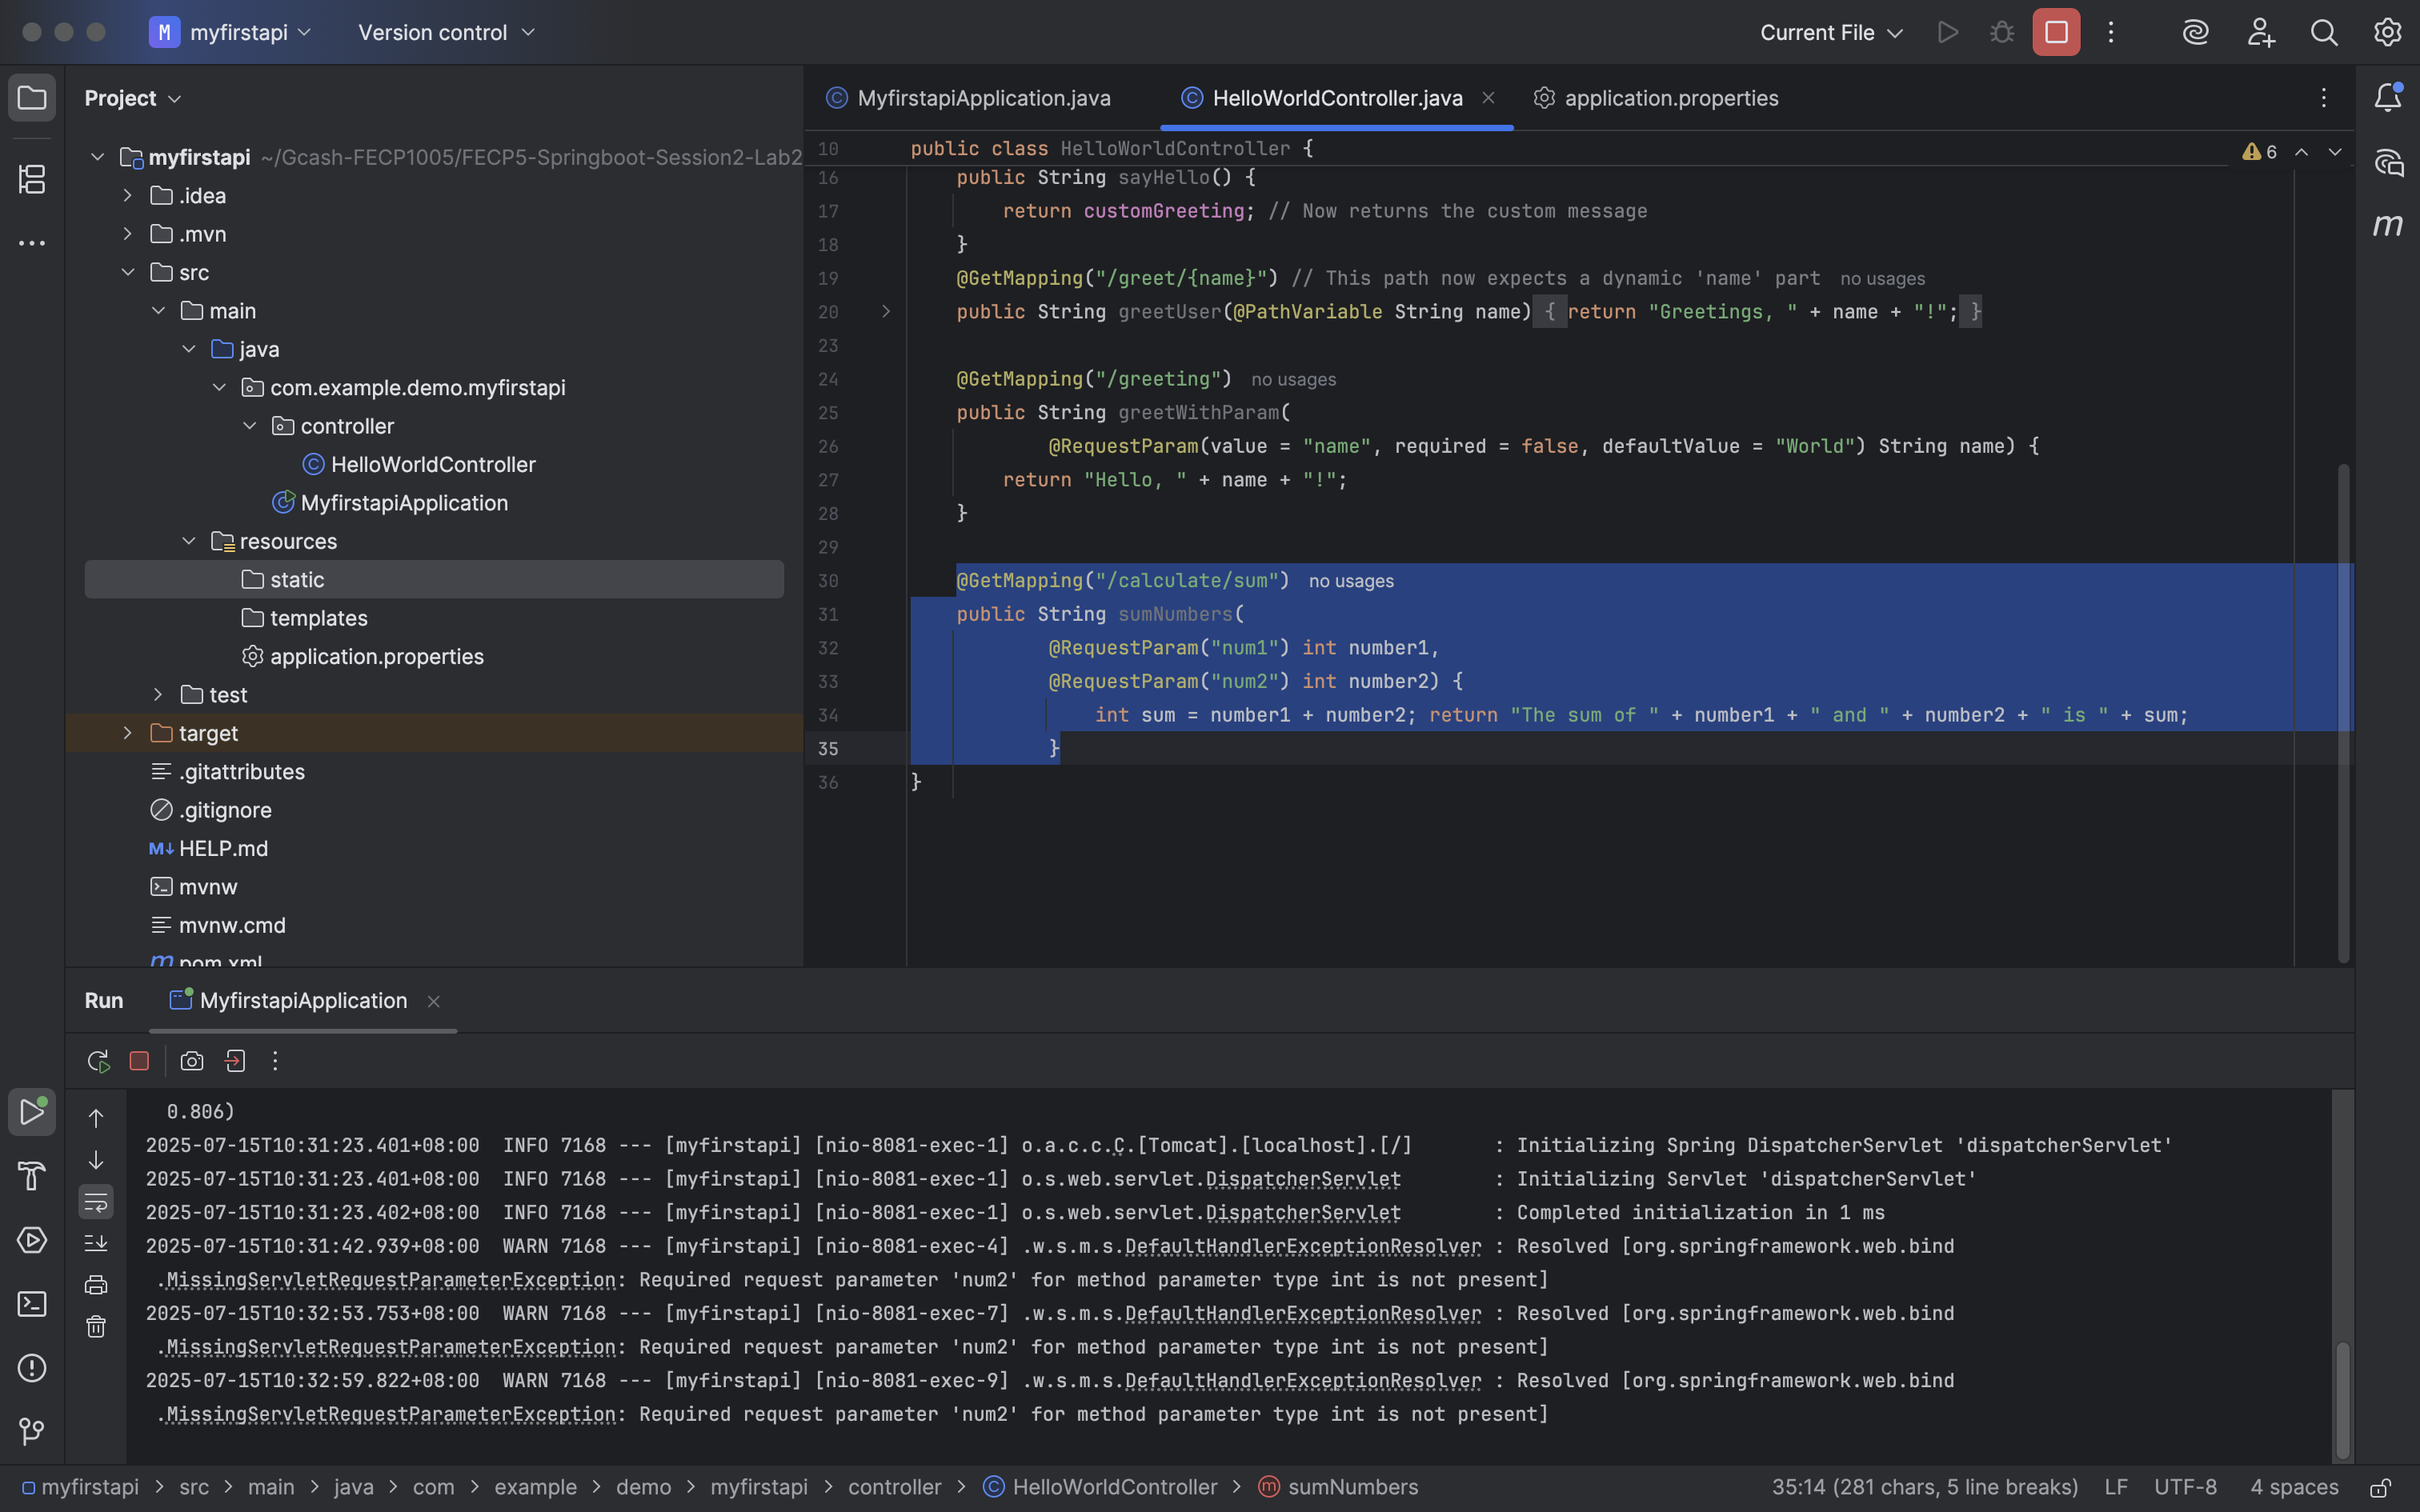 M myfirstapi Version control Current File
Project
MyfirstapiApplication.java HelloWorldController.java application.properties
myfirstapi ~/Gcash-FECP1005/FECP5-Springboot-Session2-Lab2
.idea
.mvn
src
main
java
com.example.demo.myfirstapi
controller
HelloWorldController
MyfirstapiApplication
resources
static
templates
application.properties
test
target
.gitattributes
.gitignore
M↓ HELP.md
mvnw
mvnw.cmd
m pom.xml
10 public class HelloWorldController { 6
16 public String sayHello() {
17 return customGreeting; // Now returns the custom message
18 }
19 @GetMapping("/greet/{name}") // This path now expects a dynamic 'name' part no usages
20 public String greetUser(@PathVariable String name) { return "Greetings, " + name + "!"; }
23
24 @GetMapping("/greeting") no usages
25 public String greetWithParam(
26 @RequestParam(value = "name", required = false, defaultValue = "World") String name) {
27 return "Hello, " + name + "!";
28 }
29
30 @GetMapping("/calculate/sum") no usages
31 public String sumNumbers(
32 @RequestParam("num1") int number1,
33 @RequestParam("num2") int number2) {
34 int sum = number1 + number2; return "The sum of " + number1 + " and " + number2 + " is " + sum;
35 }
36 }
m
Run MyfirstapiApplication
0.806)
2025-07-15T10:31:23.401+08:00  INFO 7168 --- [myfirstapi] [nio-8081-exec-1] o.a.c.c.C.[Tomcat].[localhost].[/] : Initializing Spring DispatcherServlet 'dispatcherServlet'
2025-07-15T10:31:23.401+08:00  INFO 7168 --- [myfirstapi] [nio-8081-exec-1] o.s.web.servlet.DispatcherServlet : Initializing Servlet 'dispatcherServlet'
2025-07-15T10:31:23.402+08:00  INFO 7168 --- [myfirstapi] [nio-8081-exec-1] o.s.web.servlet.DispatcherServlet : Completed initialization in 1 ms
2025-07-15T10:31:42.939+08:00  WARN 7168 --- [myfirstapi] [nio-8081-exec-4] .w.s.m.s.DefaultHandlerExceptionResolver : Resolved [org.springframework.web.bind
.MissingServletRequestParameterException: Required request parameter 'num2' for method parameter type int is not present]
2025-07-15T10:32:53.753+08:00  WARN 7168 --- [myfirstapi] [nio-8081-exec-7] .w.s.m.s.DefaultHandlerExceptionResolver : Resolved [org.springframework.web.bind
.MissingServletRequestParameterException: Required request parameter 'num2' for method parameter type int is not present]
2025-07-15T10:32:59.822+08:00  WARN 7168 --- [myfirstapi] [nio-8081-exec-9] .w.s.m.s.DefaultHandlerExceptionResolver : Resolved [org.springframework.web.bind
.MissingServletRequestParameterException: Required request parameter 'num2' for method parameter type int is not present]
myfirstapi > src > main > java > com > example > demo > myfirstapi > controller > HelloWorldController > sumNumbers 35:14 (281 chars, 5 line breaks) LF UTF-8 4 spaces